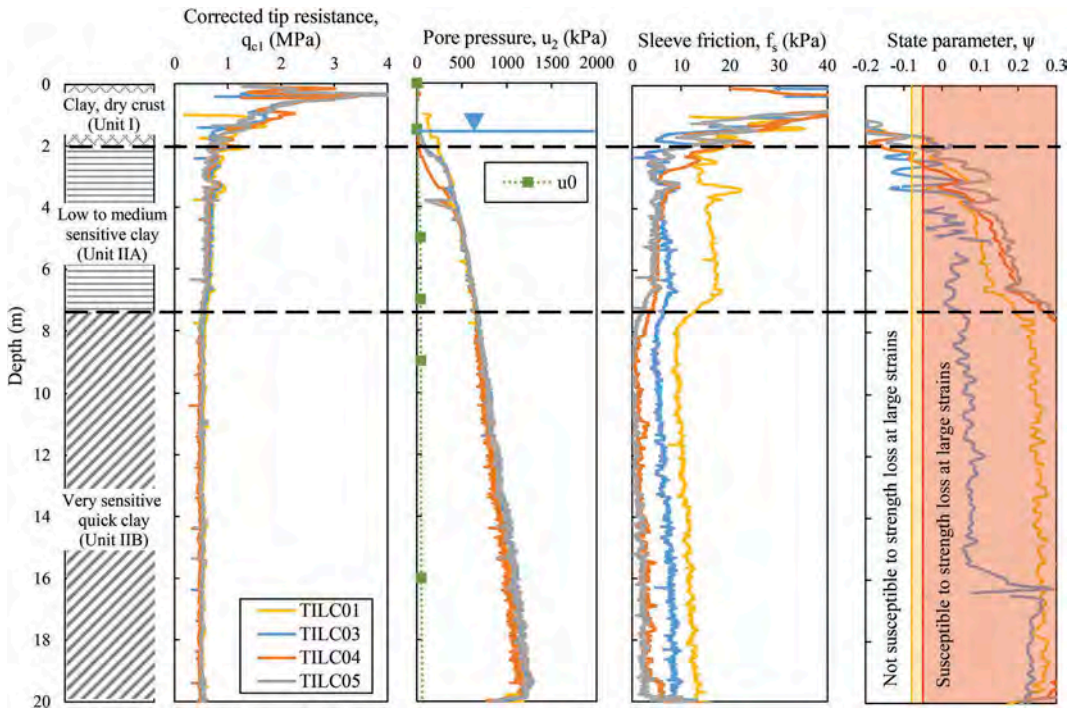 Corrected tip resistance,
q_c1 (MPa)
0 1 2 3 4
Pore pressure, u_2 (kPa)
0 500 1000 1500 2000
Sleeve friction, f_s (kPa)
0 10 20 30 40
State parameter, ψ
-0.2 -0.1 0 0.1 0.2 0.3
Depth (m)
0
2
4
6
8
10
12
14
16
18
20
Clay, dry crust
(Unit I)
Low to medium
sensitive clay
(Unit IIA)
Very sensitive
quick clay
(Unit IIB)
TILC01
TILC03
TILC04
TILC05
u0
Not susceptible to strength loss at large strains
Susceptible to strength loss at large strains